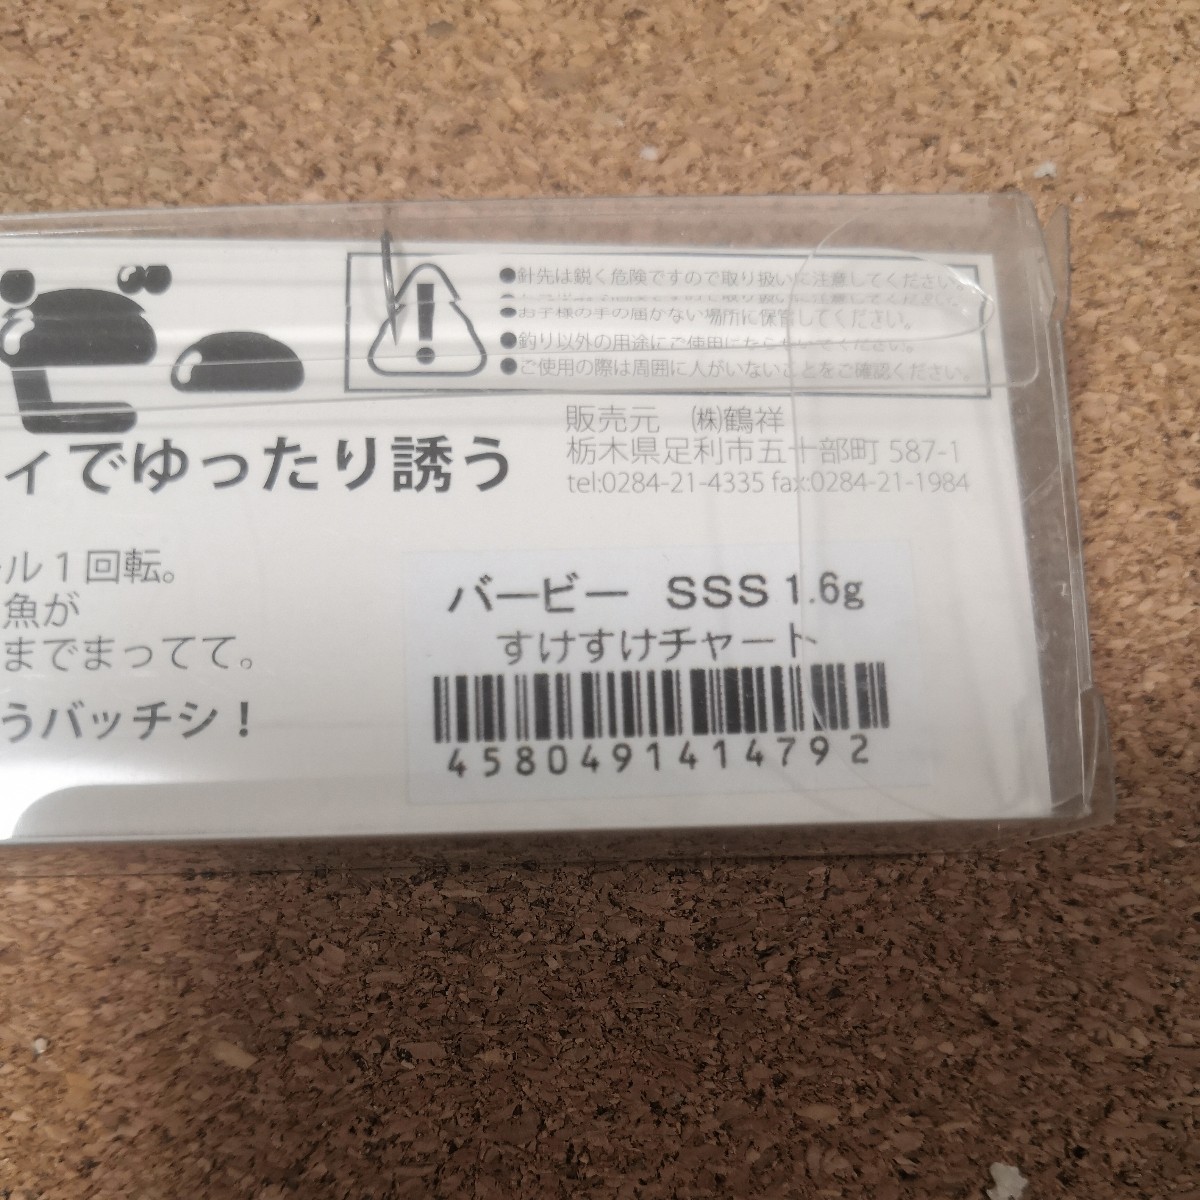 ●針先は鋭く危険ですので取り扱いに注意してください。
●お子様の手の届かない場所に保管してください。
●釣り以外の用途にご使用にならないでください。
●ご使用の際は周囲に人がいないことをご確認ください。
販売元 ㈱鶴祥
栃木県足利市五十部町 587-1
tel:0284-21-4335 fax:0284-21-1984
ィでゆったり誘う
ル1回転。
魚が
までまってて。
うバッチシ！
バービー SSS 1.6g
すけすけチャート
4580491414792